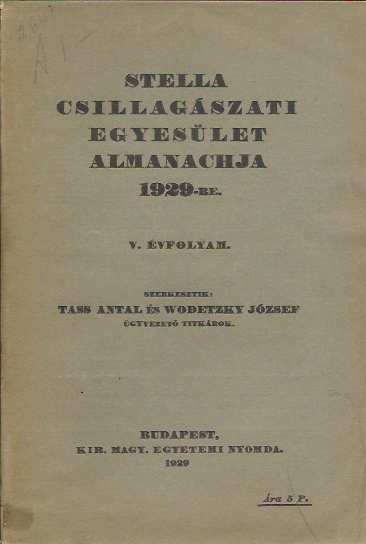 STELLA
CSILLAGÁSZATI
EGYESÜLET
ALMANACHJA
1929-RE.
V. ÉVFOLYAM.
SZERKESZTIK:
TASS ANTAL ÉS WODETZKY JÓZSEF
ÜGYVEZETŐ TITKÁROK.
BUDAPEST,
KIR. MAGY. EGYETEMI NYOMDA.
1929
Ára 5 P.